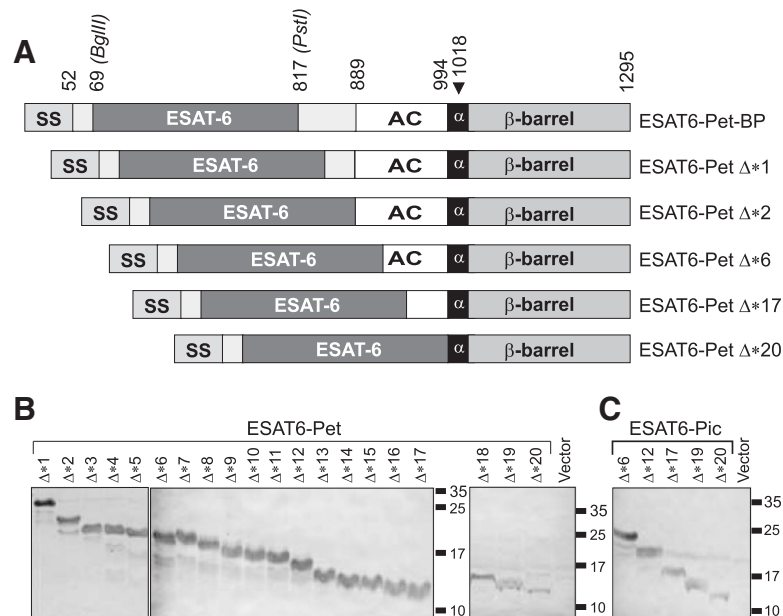 A
52
69 (BglII)
817 (PstI)
889
994
1018
1295
SS ESAT-6 AC α β-barrel ESAT6-Pet-BP
SS ESAT-6 AC α β-barrel ESAT6-Pet Δ*1
SS ESAT-6 AC α β-barrel ESAT6-Pet Δ*2
SS ESAT-6 AC α β-barrel ESAT6-Pet Δ*6
SS ESAT-6 α β-barrel ESAT6-Pet Δ*17
SS ESAT-6 α β-barrel ESAT6-Pet Δ*20
B
ESAT6-Pet
Δ*1 Δ*2 Δ*3 Δ*4 Δ*5 Δ*6 Δ*7 Δ*8 Δ*9 Δ*10 Δ*11 Δ*12 Δ*13 Δ*14 Δ*15 Δ*16 Δ*17 Δ*18 Δ*19 Δ*20 Vector
35
25
17
10
35
25
17
10
C
ESAT6-Pic
Δ*6 Δ*12 Δ*17 Δ*19 Δ*20 Vector
35
25
17
10